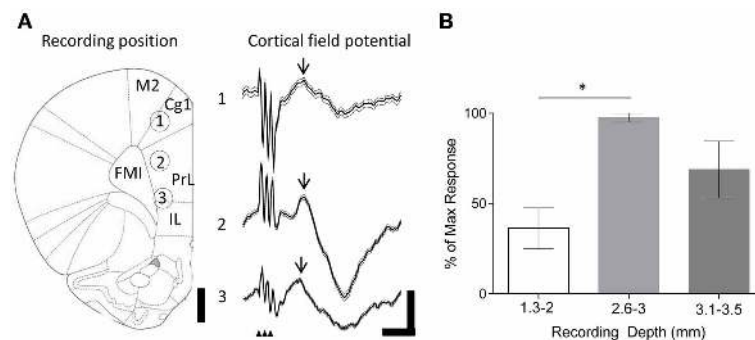 A
Recording position
Cortical field potential
M2
Cg1
1
2
FMI
PrL
3
IL
1
2
3
B
*
% of Max Response
100
50
0
1.3-2
2.6-3
3.1-3.5
Recording Depth (mm)